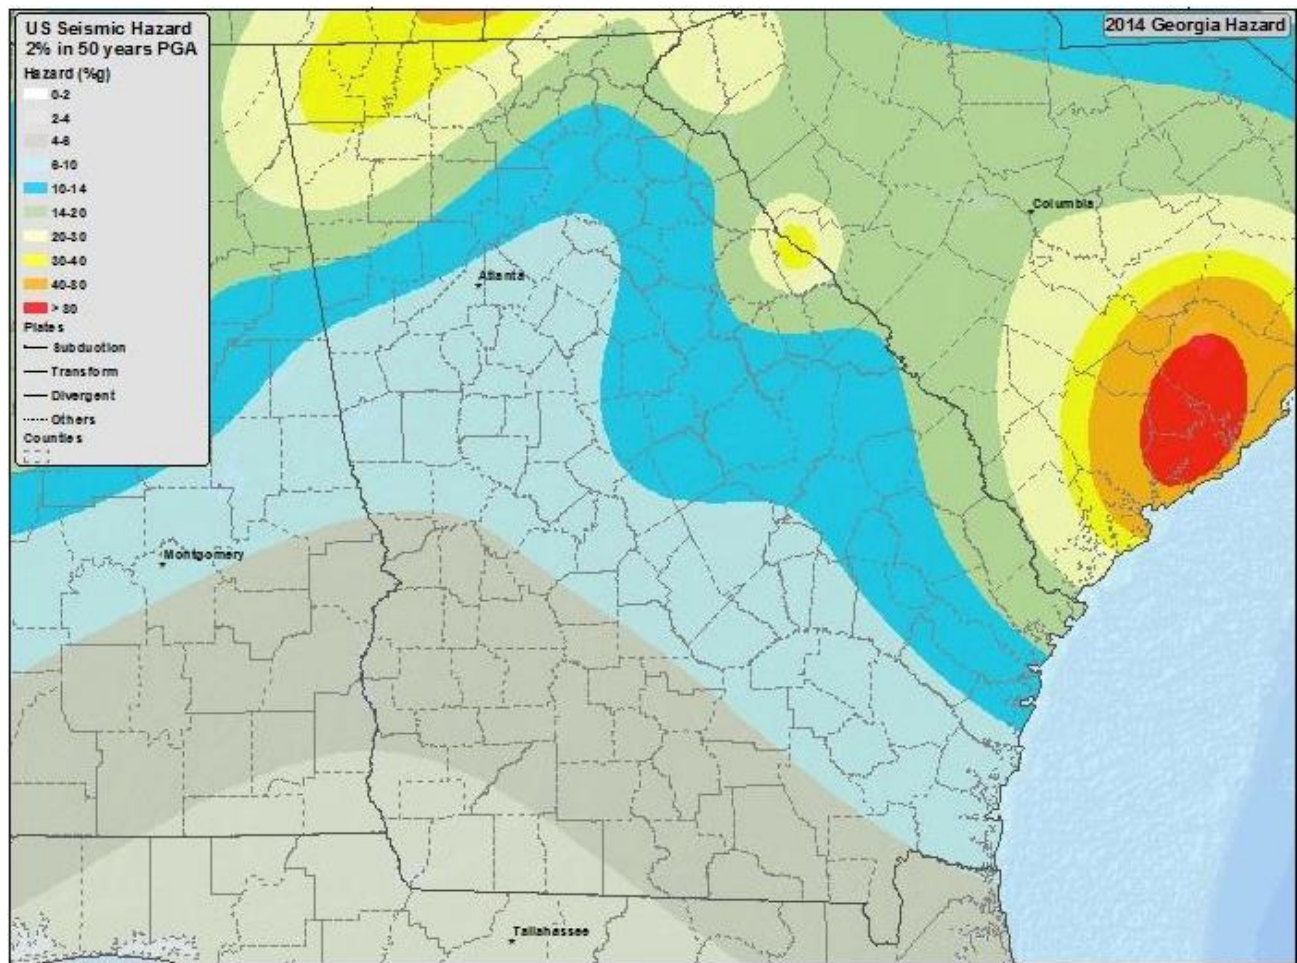 US Seismic Hazard
2% in 50 years PGA
Hazard (%g)
0-2
2-4
4-6
6-10
10-14
14-20
20-30
30-40
40-80
> 80
Plates
Subduction
Transform
Divergent
Others
Counties
2014 Georgia Hazard
Columbia
Atlanta
Montgomery
Tallahassee